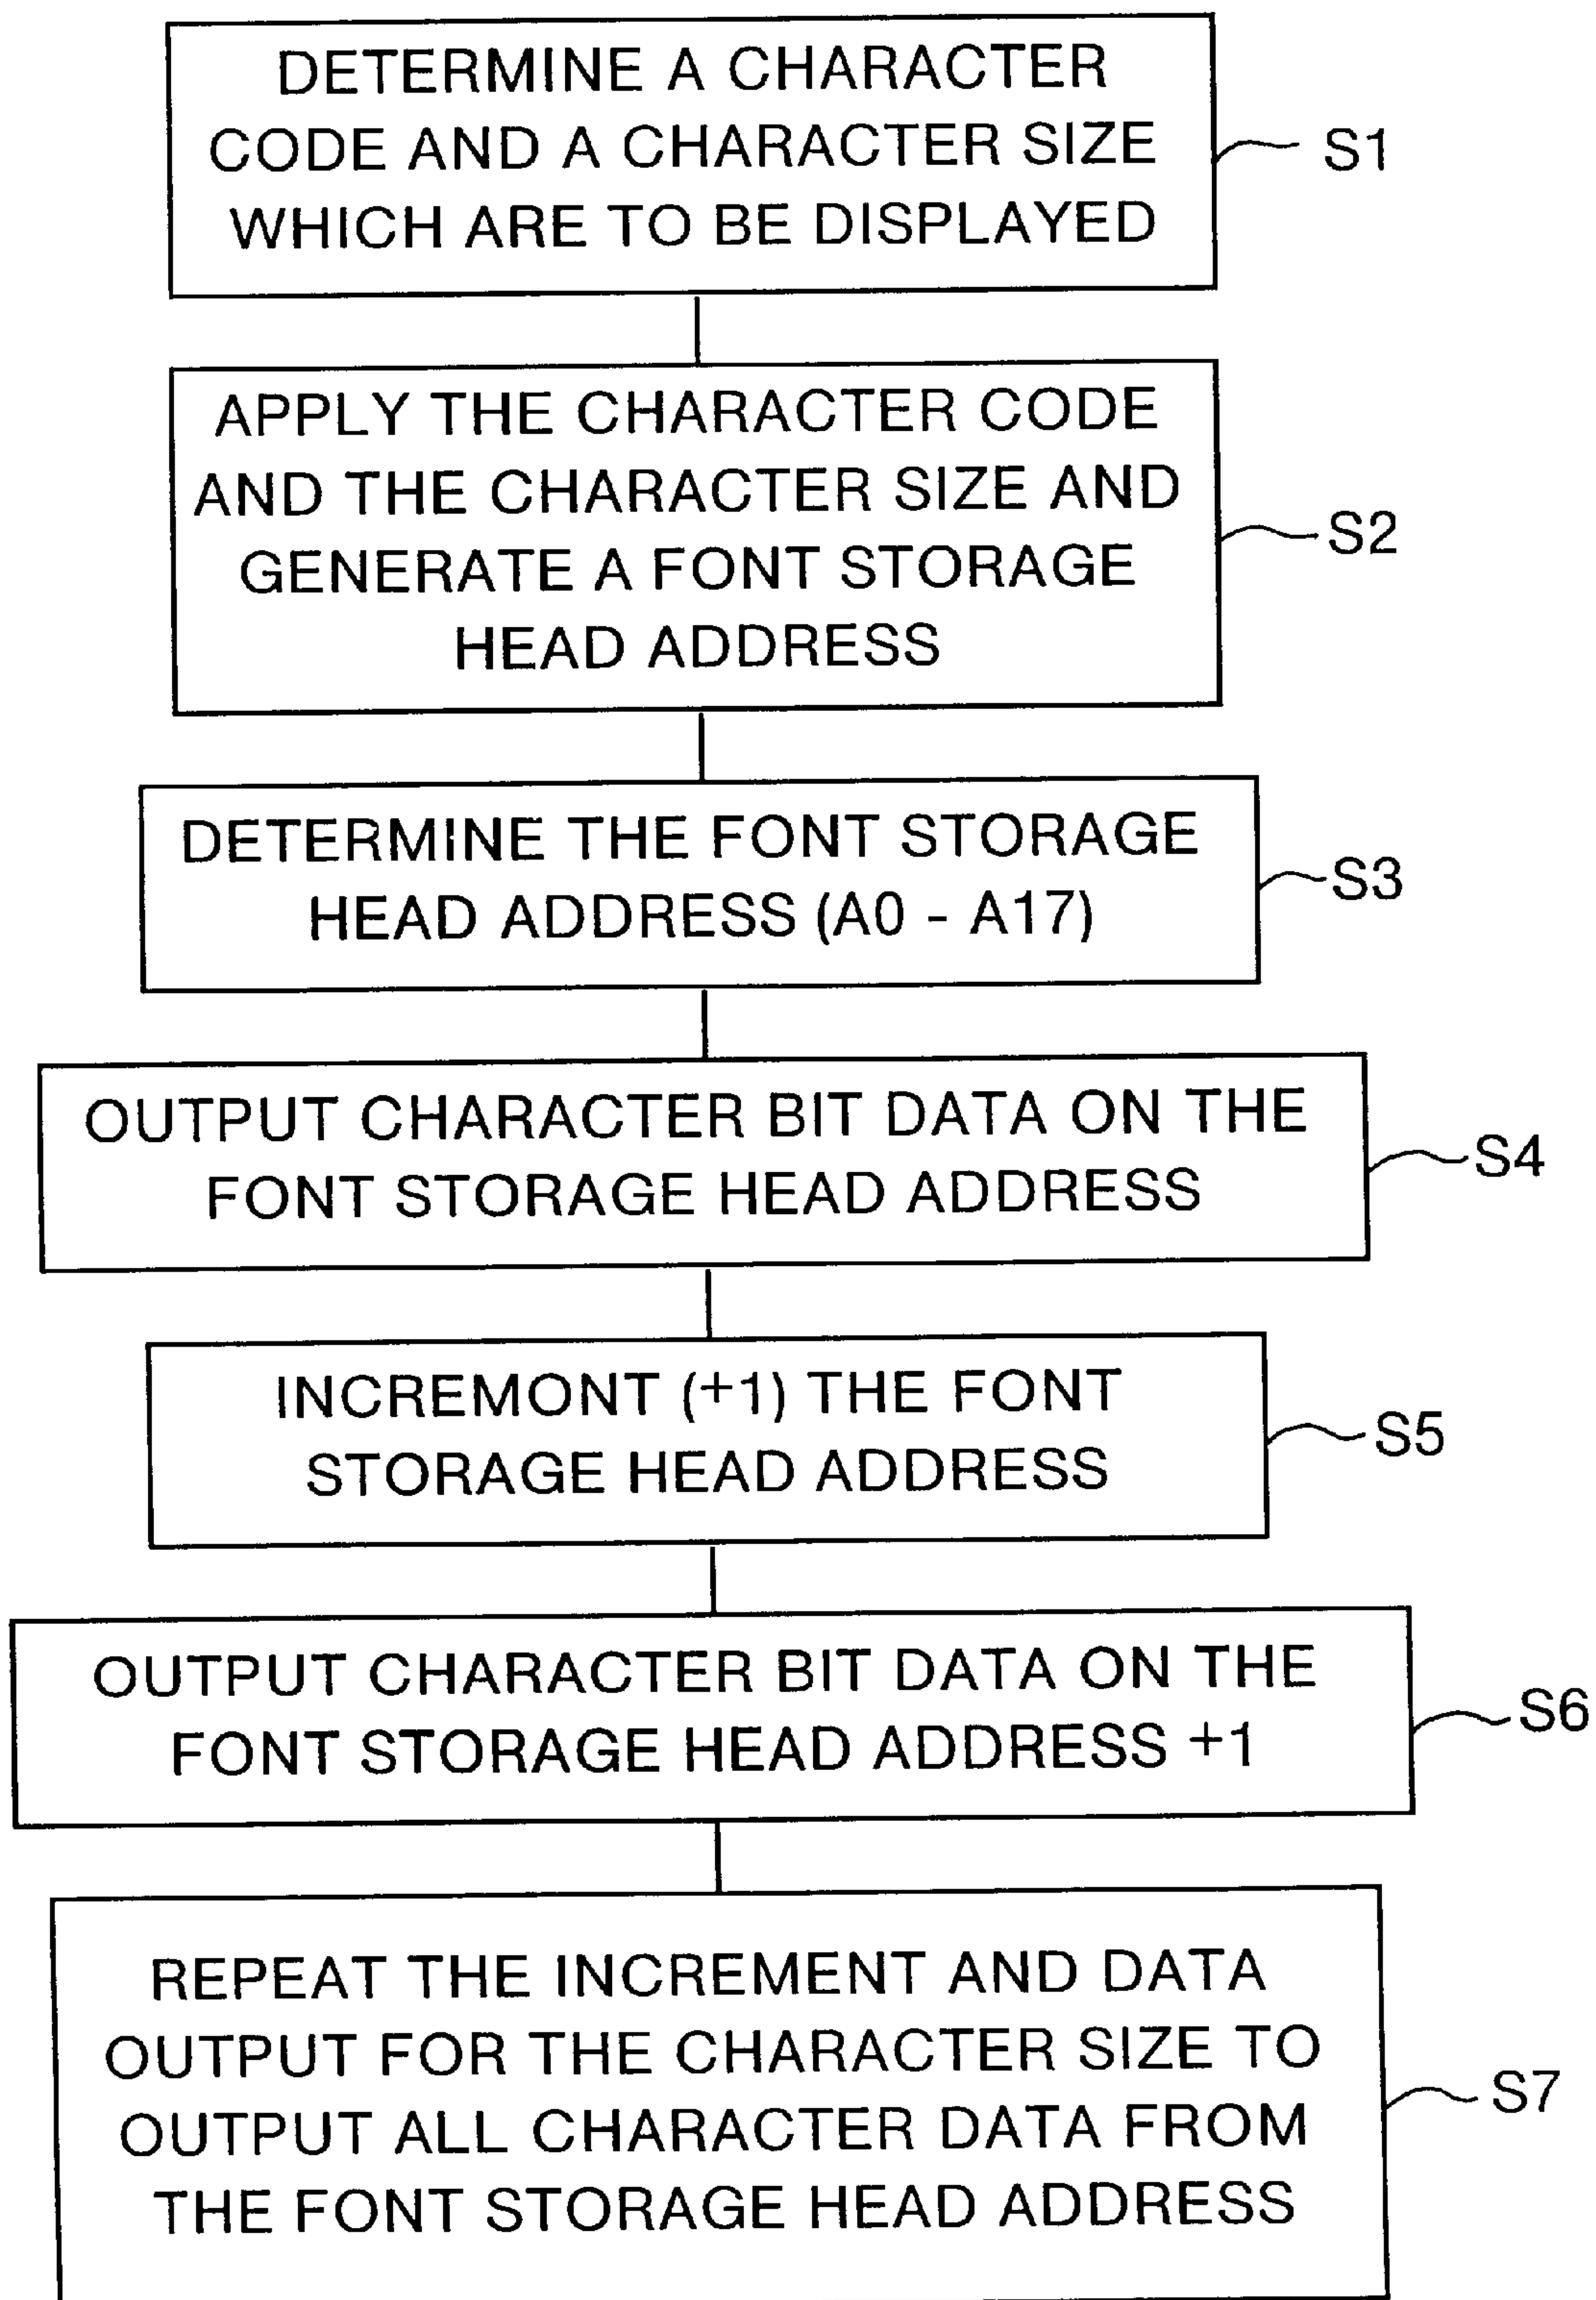 DETERMINE A CHARACTER
CODE AND A CHARACTER SIZE
WHICH ARE TO BE DISPLAYED
S1
APPLY THE CHARACTER CODE
AND THE CHARACTER SIZE AND
GENERATE A FONT STORAGE
HEAD ADDRESS
S2
DETERMINE THE FONT STORAGE
HEAD ADDRESS (A0 - A17)
S3
OUTPUT CHARACTER BIT DATA ON THE
FONT STORAGE HEAD ADDRESS
S4
INCREMONT (+1) THE FONT
STORAGE HEAD ADDRESS
S5
OUTPUT CHARACTER BIT DATA ON THE
FONT STORAGE HEAD ADDRESS +1
S6
REPEAT THE INCREMENT AND DATA
OUTPUT FOR THE CHARACTER SIZE TO
OUTPUT ALL CHARACTER DATA FROM
THE FONT STORAGE HEAD ADDRESS
S7